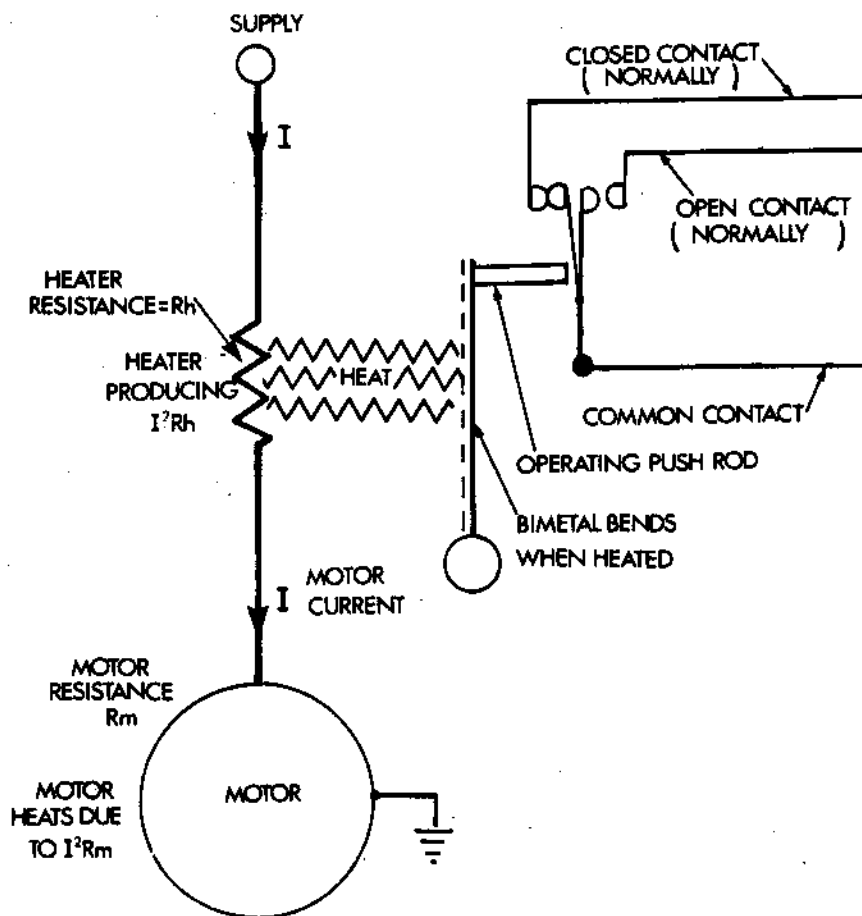 SUPPLY
I
CLOSED CONTACT
( NORMALLY )
OPEN CONTACT
( NORMALLY )
HEATER
RESISTANCE=Rh
HEATER
PRODUCING
I²Rh
HEAT
COMMON CONTACT
OPERATING PUSH ROD
BIMETAL BENDS
WHEN HEATED
I
MOTOR
CURRENT
MOTOR
RESISTANCE
Rm
MOTOR
HEATS DUE
TO I²Rm
MOTOR